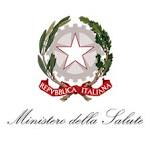 REPVBBLICA ITALIANA
Ministero della Salute